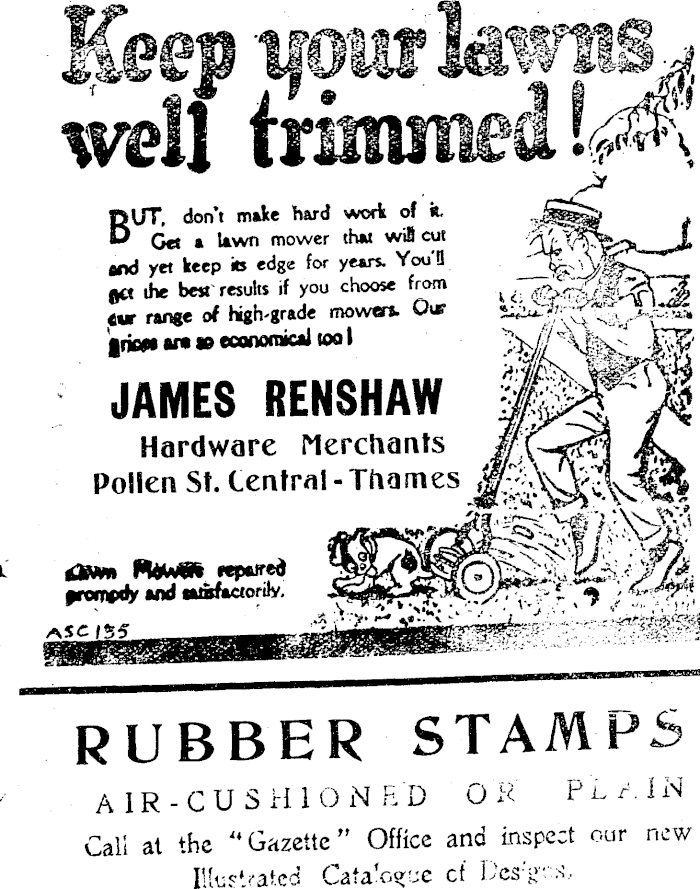 Keep your lawns
well trimmed!
BUT, don't make hard work of it.
Get a lawn mower that will cut
and yet keep its edge for years. You'll
get the best results if you choose from
our range of high-grade mowers. Our
prices are so economical too!
JAMES RENSHAW
Hardware Merchants
Pollen St. Central - Thames
Lawn Mowers repaired
promptly and satisfactorily.
ASC 135
RUBBER STAMPS
AIR-CUSHIONED OR PLAIN
Call at the "Gazette" Office and inspect our new
Illustrated Catalogue of Designs.